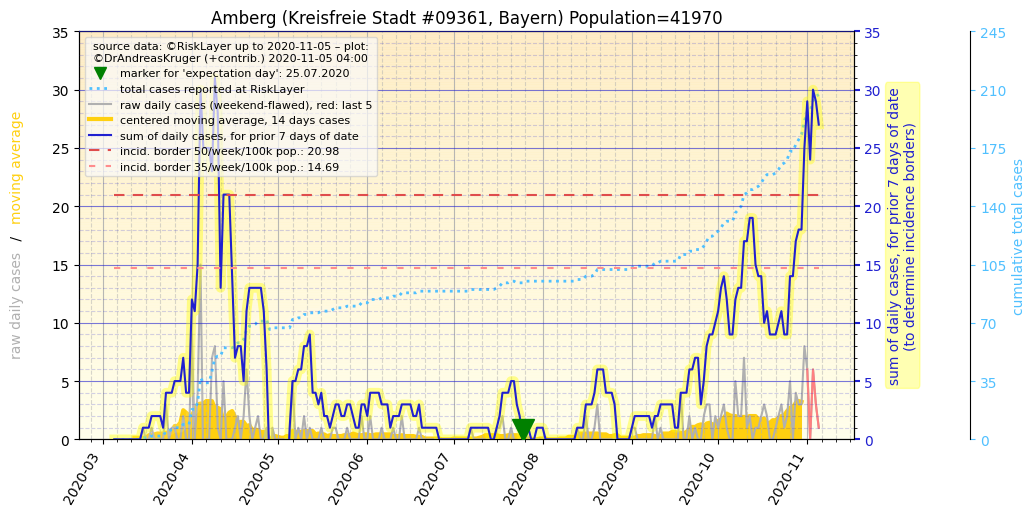 Amberg (Kreisfreie Stadt #09361, Bayern) Population=41970
source data: ©RiskLayer up to 2020-11-05 – plot:
©DrAndreasKruger (+contrib.) 2020-11-05 04:00
marker for 'expectation day': 25.07.2020
total cases reported at RiskLayer
raw daily cases (weekend-flawed), red: last 5
centered moving average, 14 days cases
sum of daily cases, for prior 7 days of date
incid. border 50/week/100k pop.: 20.98
incid. border 35/week/100k pop.: 14.69
raw daily cases / moving average
35
30
25
20
15
10
5
0
2020-03
2020-04
2020-05
2020-06
2020-07
2020-08
2020-09
2020-10
2020-11
35
30
25
20
15
10
5
0
sum of daily cases, for prior 7 days of date
(to determine incidence borders)
245
210
175
140
105
70
35
0
cumulative total cases